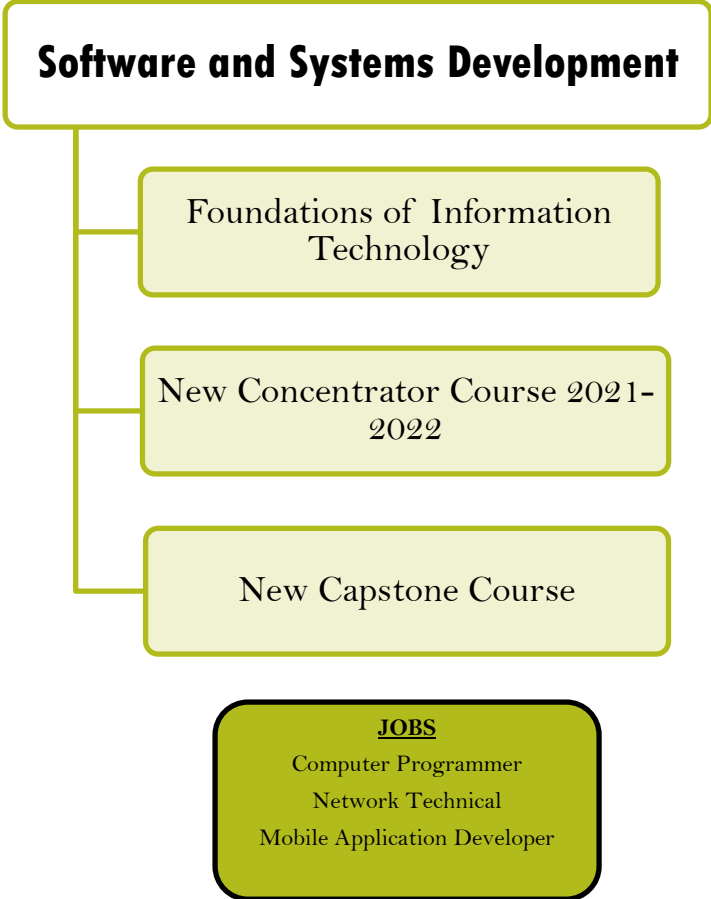 Software and Systems Development
Foundations of Information
Technology
New Concentrator Course 2021-
2022
New Capstone Course
JOBS
Computer Programmer
Network Technical
Mobile Application Developer